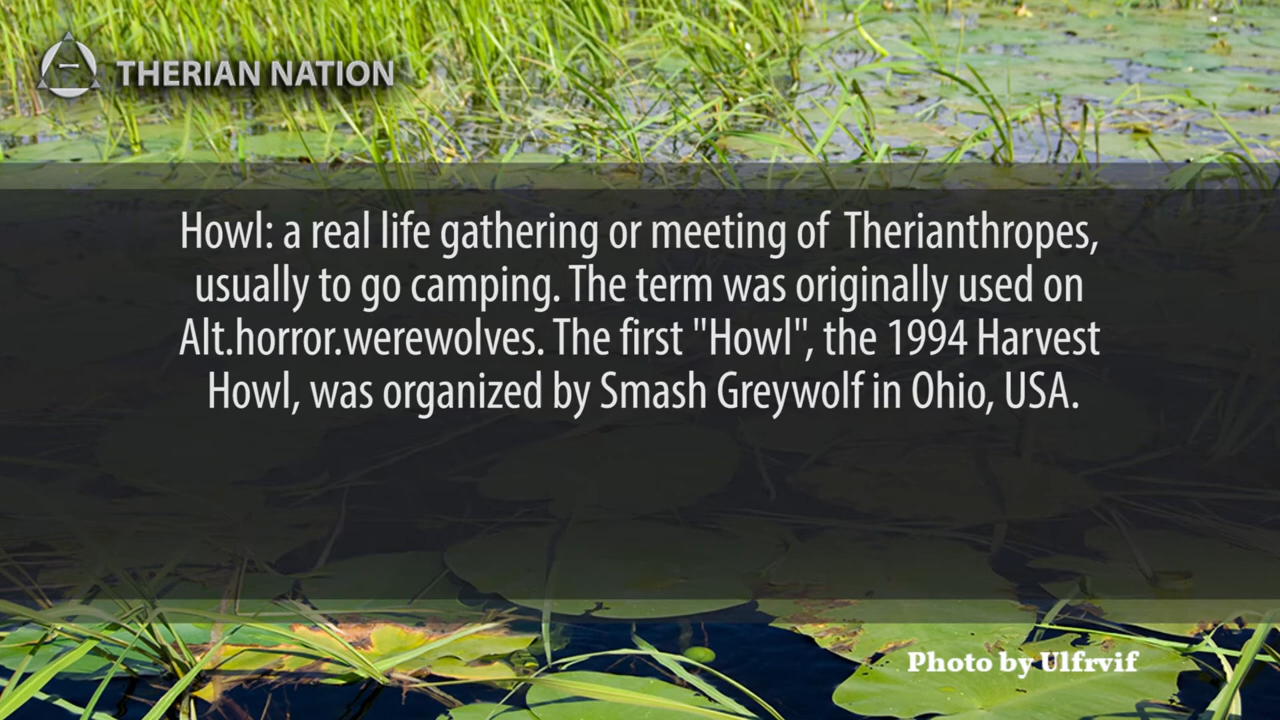 THERIAN NATION
Howl: a real life gathering or meeting of Therianthropes,
usually to go camping. The term was originally used on
Alt.horror.werewolves. The first "Howl", the 1994 Harvest
Howl, was organized by Smash Greywolf in Ohio, USA.
Photo by Ulfrvif